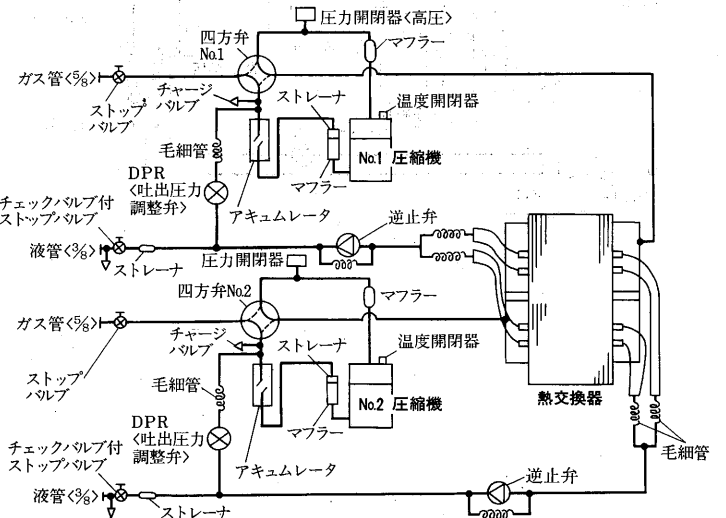 圧力開閉器<高圧>
四方弁
No.1
マフラー
ガス管<5/8>
チャージ
バルブ
ストレーナ
温度開閉器
ストップ
バルブ
毛細管
No.1 圧縮機
マフラー
DPR
<吐出圧力
調整弁>
アキュムレータ
チェックバルブ付
ストップバルブ
逆止弁
液管<3/8>
ストレーナ
圧力開閉器
四方弁No.2
マフラー
ガス管<5/8>
チャージ
バルブ
ストレーナ
温度開閉器
ストップ
バルブ
毛細管
No.2 圧縮機
熱交換器
マフラー
DPR
<吐出圧力
調整弁>
アキュムレータ
毛細管
チェックバルブ付
ストップバルブ
逆止弁
液管<3/8>
ストレーナ